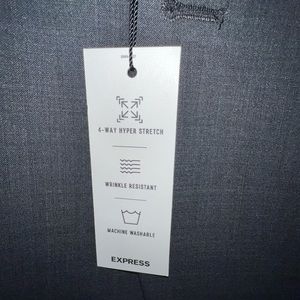 4-WAY HYPER STRETCH
WRINKLE RESISTANT
MACHINE WASHABLE
EXPRESS